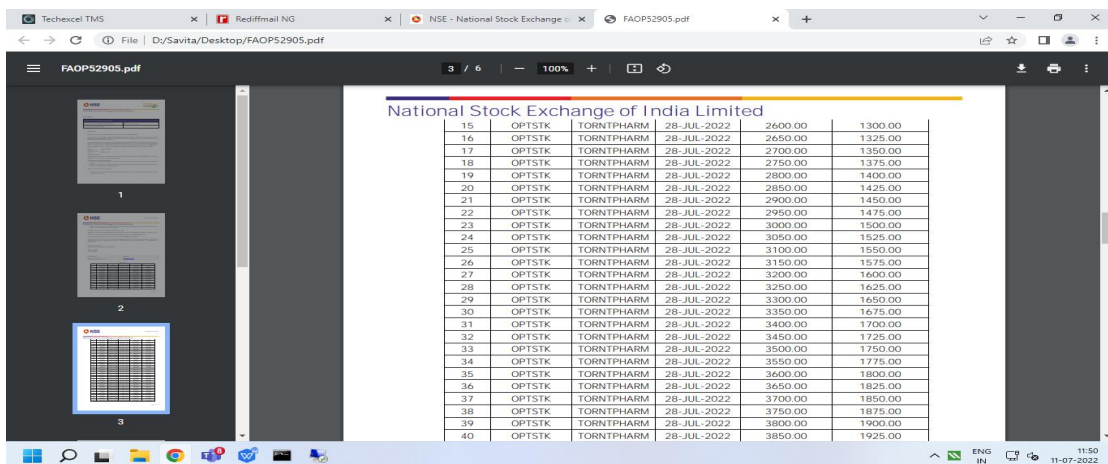 Techexcel TMS
Rediffmail NG
NSE - National Stock Exchange o
FAOP52905.pdf
File | D:/Savita/Desktop/FAOP52905.pdf
FAOP52905.pdf
3 / 6
100%
National Stock Exchange of India Limited
15 OPTSTK TORNTPHARM 28-JUL-2022 2600.00 1300.00
16 OPTSTK TORNTPHARM 28-JUL-2022 2650.00 1325.00
17 OPTSTK TORNTPHARM 28-JUL-2022 2700.00 1350.00
18 OPTSTK TORNTPHARM 28-JUL-2022 2750.00 1375.00
19 OPTSTK TORNTPHARM 28-JUL-2022 2800.00 1400.00
20 OPTSTK TORNTPHARM 28-JUL-2022 2850.00 1425.00
21 OPTSTK TORNTPHARM 28-JUL-2022 2900.00 1450.00
22 OPTSTK TORNTPHARM 28-JUL-2022 2950.00 1475.00
23 OPTSTK TORNTPHARM 28-JUL-2022 3000.00 1500.00
24 OPTSTK TORNTPHARM 28-JUL-2022 3050.00 1525.00
25 OPTSTK TORNTPHARM 28-JUL-2022 3100.00 1550.00
26 OPTSTK TORNTPHARM 28-JUL-2022 3150.00 1575.00
27 OPTSTK TORNTPHARM 28-JUL-2022 3200.00 1600.00
28 OPTSTK TORNTPHARM 28-JUL-2022 3250.00 1625.00
29 OPTSTK TORNTPHARM 28-JUL-2022 3300.00 1650.00
30 OPTSTK TORNTPHARM 28-JUL-2022 3350.00 1675.00
31 OPTSTK TORNTPHARM 28-JUL-2022 3400.00 1700.00
32 OPTSTK TORNTPHARM 28-JUL-2022 3450.00 1725.00
33 OPTSTK TORNTPHARM 28-JUL-2022 3500.00 1750.00
34 OPTSTK TORNTPHARM 28-JUL-2022 3550.00 1775.00
35 OPTSTK TORNTPHARM 28-JUL-2022 3600.00 1800.00
36 OPTSTK TORNTPHARM 28-JUL-2022 3650.00 1825.00
37 OPTSTK TORNTPHARM 28-JUL-2022 3700.00 1850.00
38 OPTSTK TORNTPHARM 28-JUL-2022 3750.00 1875.00
39 OPTSTK TORNTPHARM 28-JUL-2022 3800.00 1900.00
40 OPTSTK TORNTPHARM 28-JUL-2022 3850.00 1925.00
NSE
1
NSE
2
NSE
3
8
ENG
IN
11:50
11-07-2022